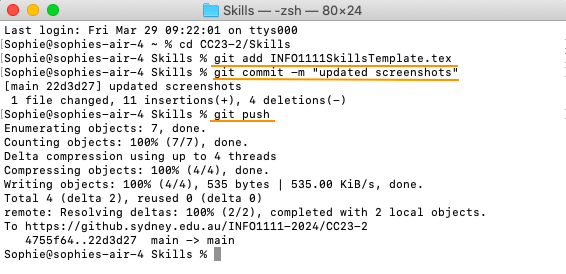 Skills — -zsh — 80×24
Last login: Fri Mar 29 09:22:01 on ttys000
[Sophie@sophies-air-4 ~ % cd CC23-2/Skills
[Sophie@sophies-air-4 Skills % git add INFO1111SkillsTemplate.tex
[Sophie@sophies-air-4 Skills % git commit -m "updated screenshots"
[main 22d3d27] updated screenshots
 1 file changed, 11 insertions(+), 4 deletions(-)
[Sophie@sophies-air-4 Skills % git push
Enumerating objects: 7, done.
Counting objects: 100% (7/7), done.
Delta compression using up to 4 threads
Compressing objects: 100% (4/4), done.
Writing objects: 100% (4/4), 535 bytes | 535.00 KiB/s, done.
Total 4 (delta 2), reused 0 (delta 0)
remote: Resolving deltas: 100% (2/2), completed with 2 local objects.
To https://github.sydney.edu.au/INFO1111-2024/CC23-2
   4755f64..22d3d27  main -> main
Sophie@sophies-air-4 Skills %